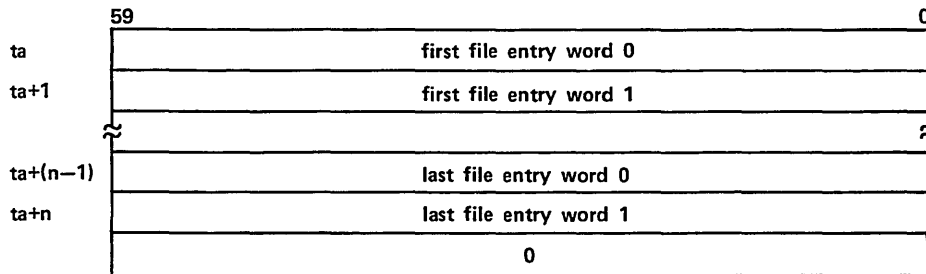 59 0
ta first file entry word 0
ta+1 first file entry word 1
ta+(n—1) last file entry word 0
ta+n last file entry word 1
0